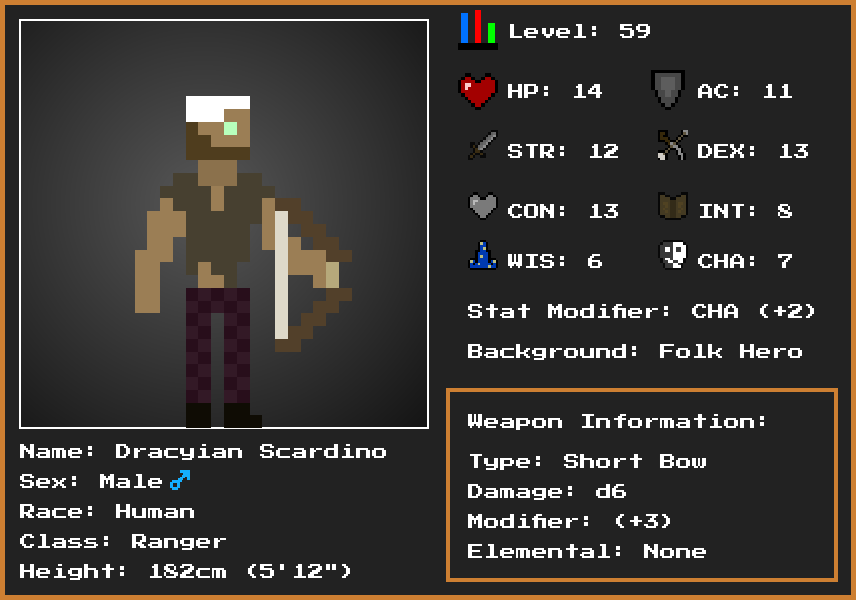 Level: 59
HP: 14 AC: 11
STR: 12 DEX: 13
CON: 13 INT: 8
WIS: 6 CHA: 7
Stat Modifier: CHA (+2)
Background: Folk Hero
Weapon Information:
Type: Short Bow
Damage: d6
Modifier: (+3)
Elemental: None
Name: Dracyian Scardino
Sex: Male ♂
Race: Human
Class: Ranger
Height: 182cm (5'12")